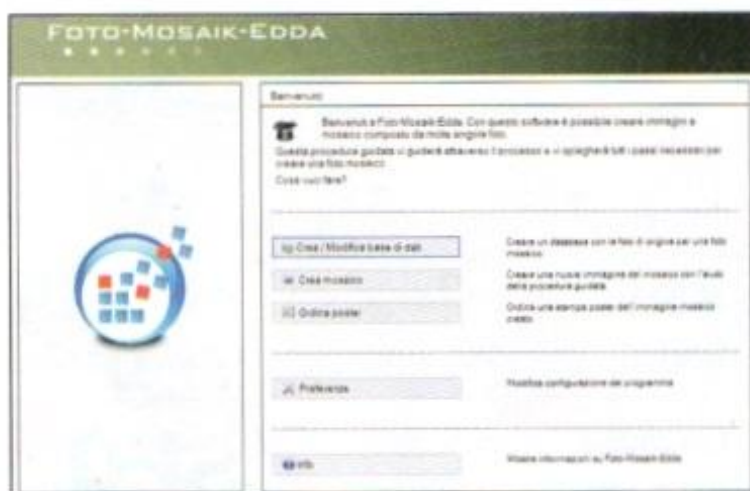 FOTO-MOSAIK-EDDA
Benvenuti
Benvenuti a Foto-Mosaik-Edda. Con questo software è possibile creare immagini a
mosaico composto da molte singole foto.
Questa procedura guidata vi guiderà attraverso il processo e vi spiegherà tutti i passi necessari per
creare una foto mosaico.
Cosa vuoi fare?
Crea / Modifica base di dati
Creare un database con le foto di origine per una foto
mosaico.
Crea mosaico
Creare una nuova immagine del mosaico con l'aiuto
della procedura guidata.
Ordina poster
Ordina una stampa poster dell'immagine mosaico
creata.
Preferenze
Modifica configurazione del programma
Info
Mostra informazioni su Foto-Mosaik-Edda